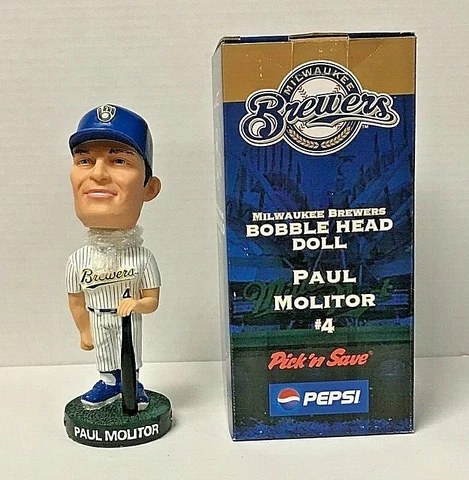 MILWAUKEE
Brewers
MILWAUKEE BREWERS
BOBBLE HEAD
DOLL
PAUL
MOLITOR
#4
Pick'n Save
PEPSI
Brewers
4
PAUL MOLITOR